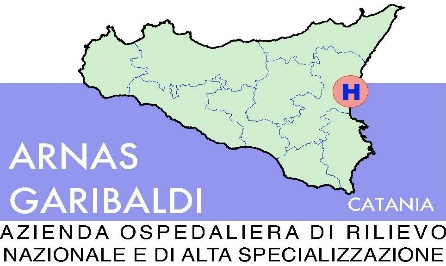 H
ARNAS
GARIBALDI
CATANIA
AZIENDA OSPEDALIERA DI RILIEVO
NAZIONALE E DI ALTA SPECIALIZZAZIONE